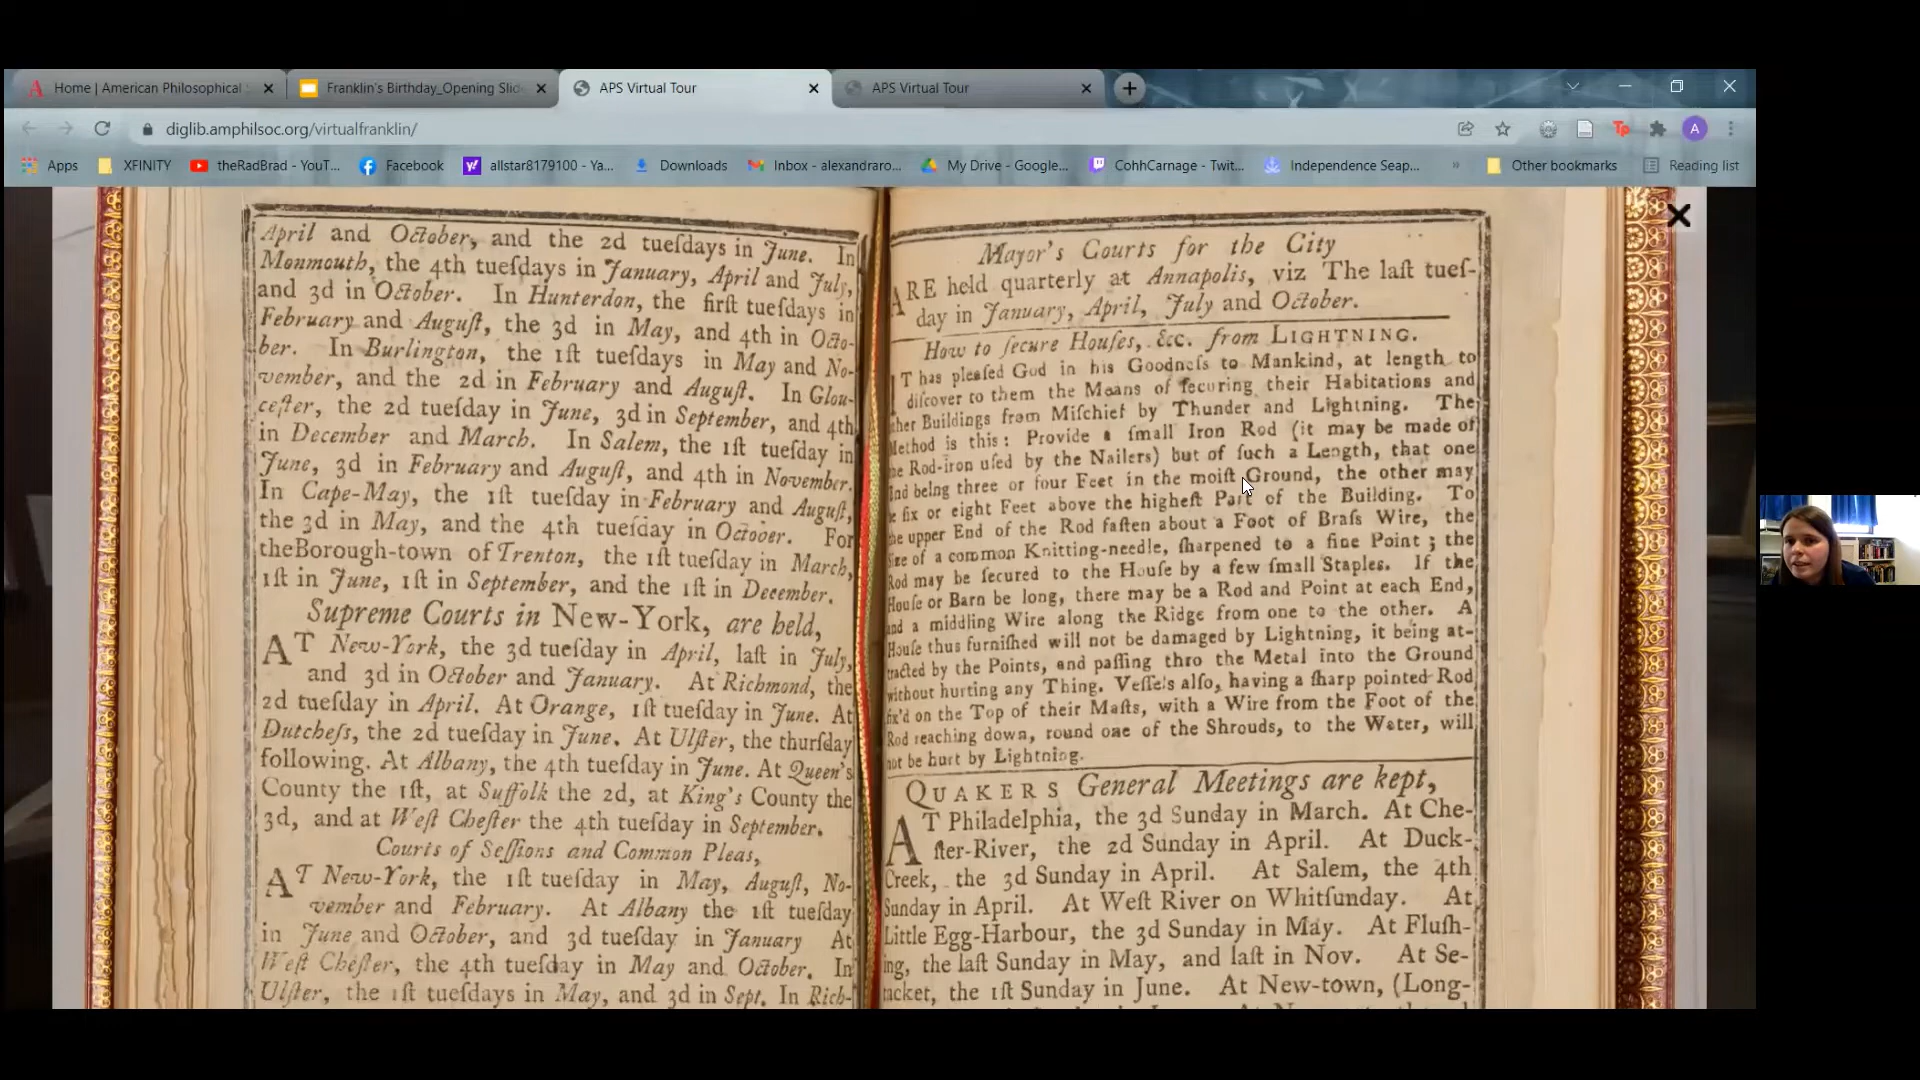 Home | American Philosophical
Franklin's Birthday_Opening Slid
APS Virtual Tour
APS Virtual Tour
diglib.amphilsoc.org/virtualfranklin/
Tp
A
Apps
XFINITY
theRadBrad - YouT...
Facebook
allstar8179100 - Ya...
Downloads
Inbox - alexandraro...
My Drive - Google...
CohhCarnage - Twit...
Independence Seap...
»
Other bookmarks
Reading list
April and October, and the 2d tueſdays in June. In
Monmouth, the 4th tueſdays in January, April and July,
and 3d in October. In Hunterdon, the firſt tueſdays in
February and Auguſt, the 3d in May, and 4th in Octo-
ber. In Burlington, the 1ſt tueſdays in May and No-
vember, and the 2d in February and Auguſt. In Glou-
ceſter, the 2d tueſday in June, 3d in September, and 4th
in December and March. In Salem, the 1ſt tueſday in
June, 3d in February and Auguſt, and 4th in November.
In Cape-May, the 1ſt tueſday in February and Auguſt,
the 3d in May, and the 4th tueſday in October. For
theBorough-town of Trenton, the 1ſt tueſday in March,
1ſt in June, 1ſt in September, and the 1ſt in December.
Supreme Courts in New-York, are held,
AT New-York, the 3d tueſday in April, laſt in July,
and 3d in October and January. At Richmond, the
2d tueſday in April. At Orange, 1ſt tueſday in June. At
Dutcheſs, the 2d tueſday in June. At Ulſter, the thurſday
following. At Albany, the 4th tueſday in June. At Queen's
County the 1ſt, at Suffolk the 2d, at King's County the
3d, and at Weſt Cheſter the 4th tueſday in September.
Courts of Seſſions and Common Pleas,
AT New-York, the 1ſt tueſday in May, Auguſt, No-
vember and February. At Albany the 1ſt tueſday
in June and October, and 3d tueſday in January At
Weſt Cheſter, the 4th tueſday in May and October. In
Ulſter, the 1ſt tueſdays in May, and 3d in Sept. In Rich-
Mayor's Courts for the City
ARE held quarterly at Annapolis, viz The laſt tueſ-
day in January, April, July and October.
How to ſecure Houſes, &c. from LIGHTNING.
IT has pleaſed God in his Goodneſs to Mankind, at length to
diſcover to them the Means of ſecuring their Habitations and
ther Buildings from Miſchief by Thunder and Lightning. The
Method is this: Provide a ſmall Iron Rod (it may be made of
he Rod-iron uſed by the Nailers) but of ſuch a Length, that one
End being three or four Feet in the moiſt Ground, the other may
e ſix or eight Feet above the higheſt Part of the Building. To
the upper End of the Rod faſten about a Foot of Braſs Wire, the
Size of a common Knitting-needle, ſharpened to a fine Point; the
Rod may be ſecured to the Houſe by a few ſmall Staples. If the
Houſe or Barn be long, there may be a Rod and Point at each End,
and a middling Wire along the Ridge from one to the other. A
Houſe thus furniſhed will not be damaged by Lightning, it being at-
tracted by the Points, and paſſing thro the Metal into the Ground
without hurting any Thing. Veſſels alſo, having a ſharp pointed Rod
fix'd on the Top of their Maſts, with a Wire from the Foot of the
Rod reaching down, round one of the Shrouds, to the Water, will
not be hurt by Lightning.
QUAKERS General Meetings are kept,
AT Philadelphia, the 3d Sunday in March. At Che-
ſter-River, the 2d Sunday in April. At Duck-
Creek, the 3d Sunday in April. At Salem, the 4th
Sunday in April. At Weſt River on Whitſunday. At
Little Egg-Harbour, the 3d Sunday in May. At Fluſh-
ing, the laſt Sunday in May, and laſt in Nov. At Se-
tacket, the 1ſt Sunday in June. At New-town, (Long-